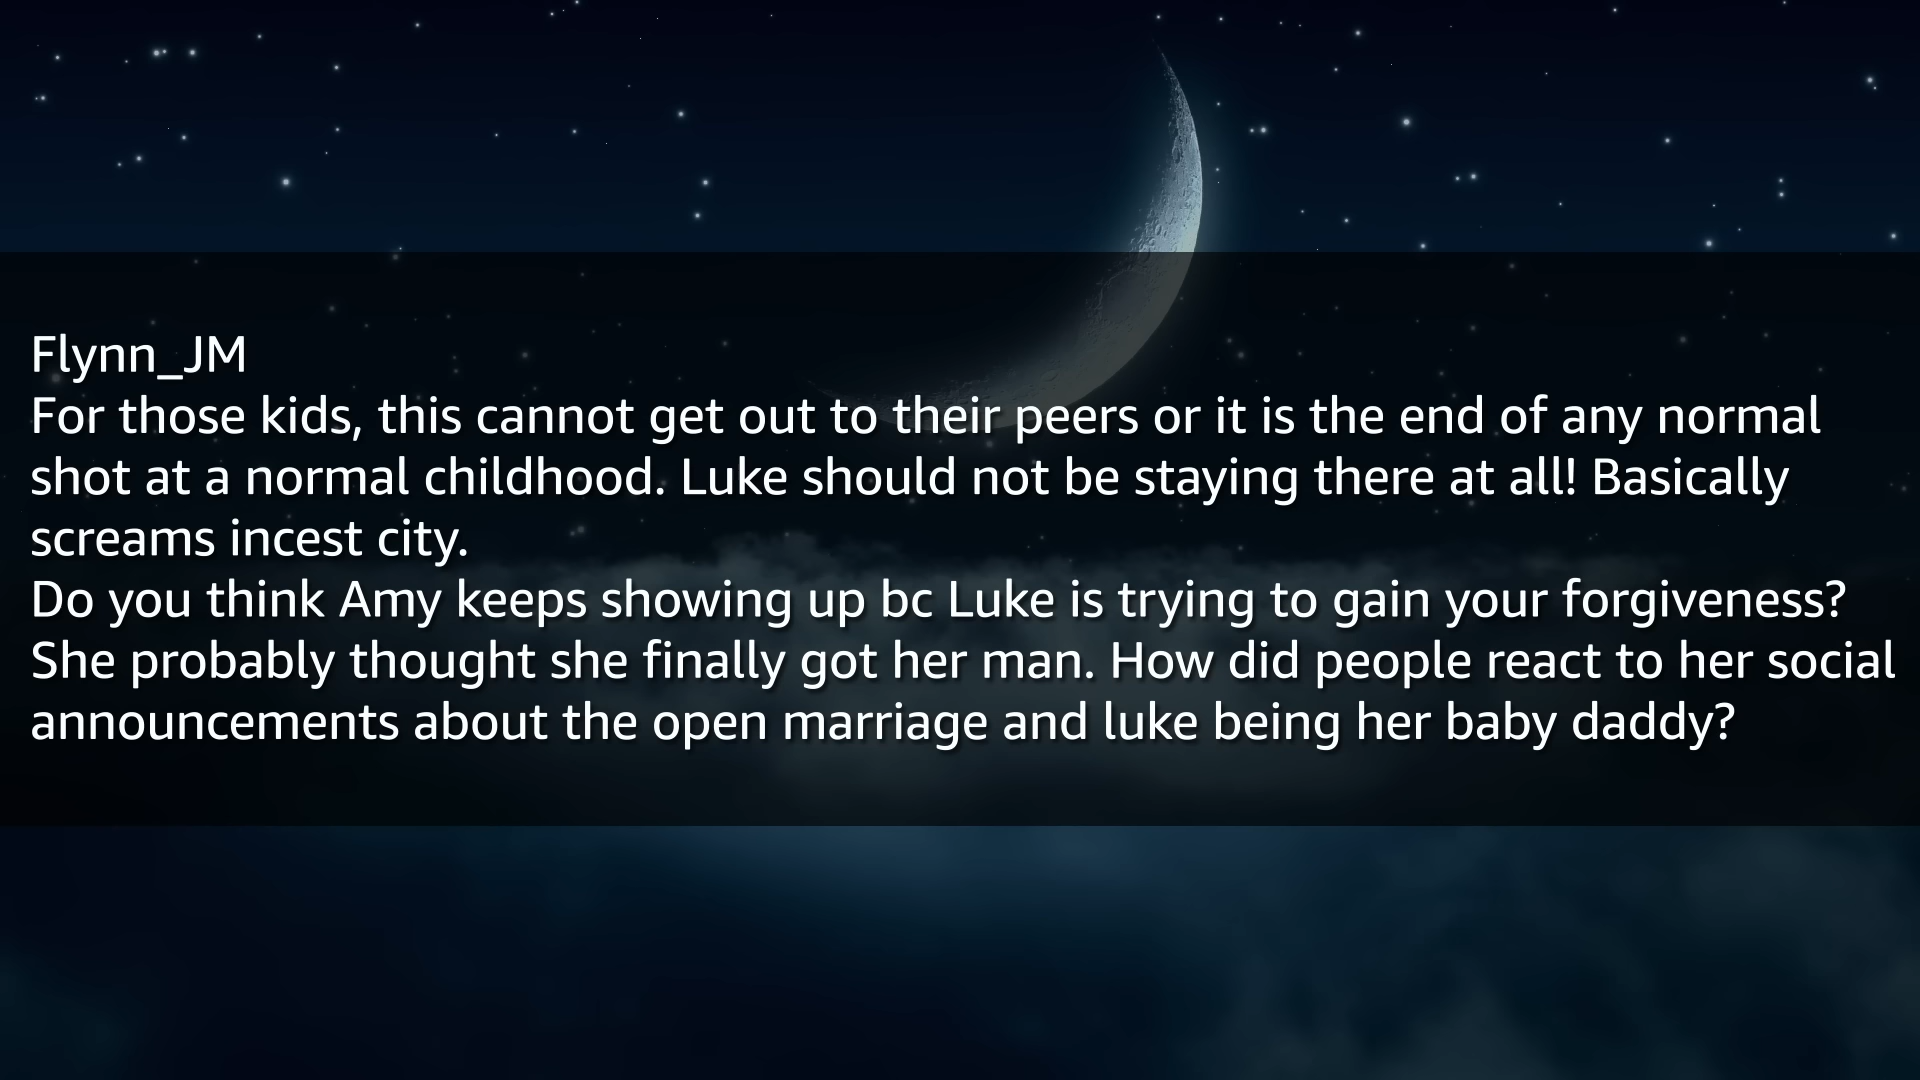 Flynn_JM
For those kids, this cannot get out to their peers or it is the end of any normal
shot at a normal childhood. Luke should not be staying there at all! Basically
screams incest city.
Do you think Amy keeps showing up bc Luke is trying to gain your forgiveness?
She probably thought she finally got her man. How did people react to her social
announcements about the open marriage and luke being her baby daddy?